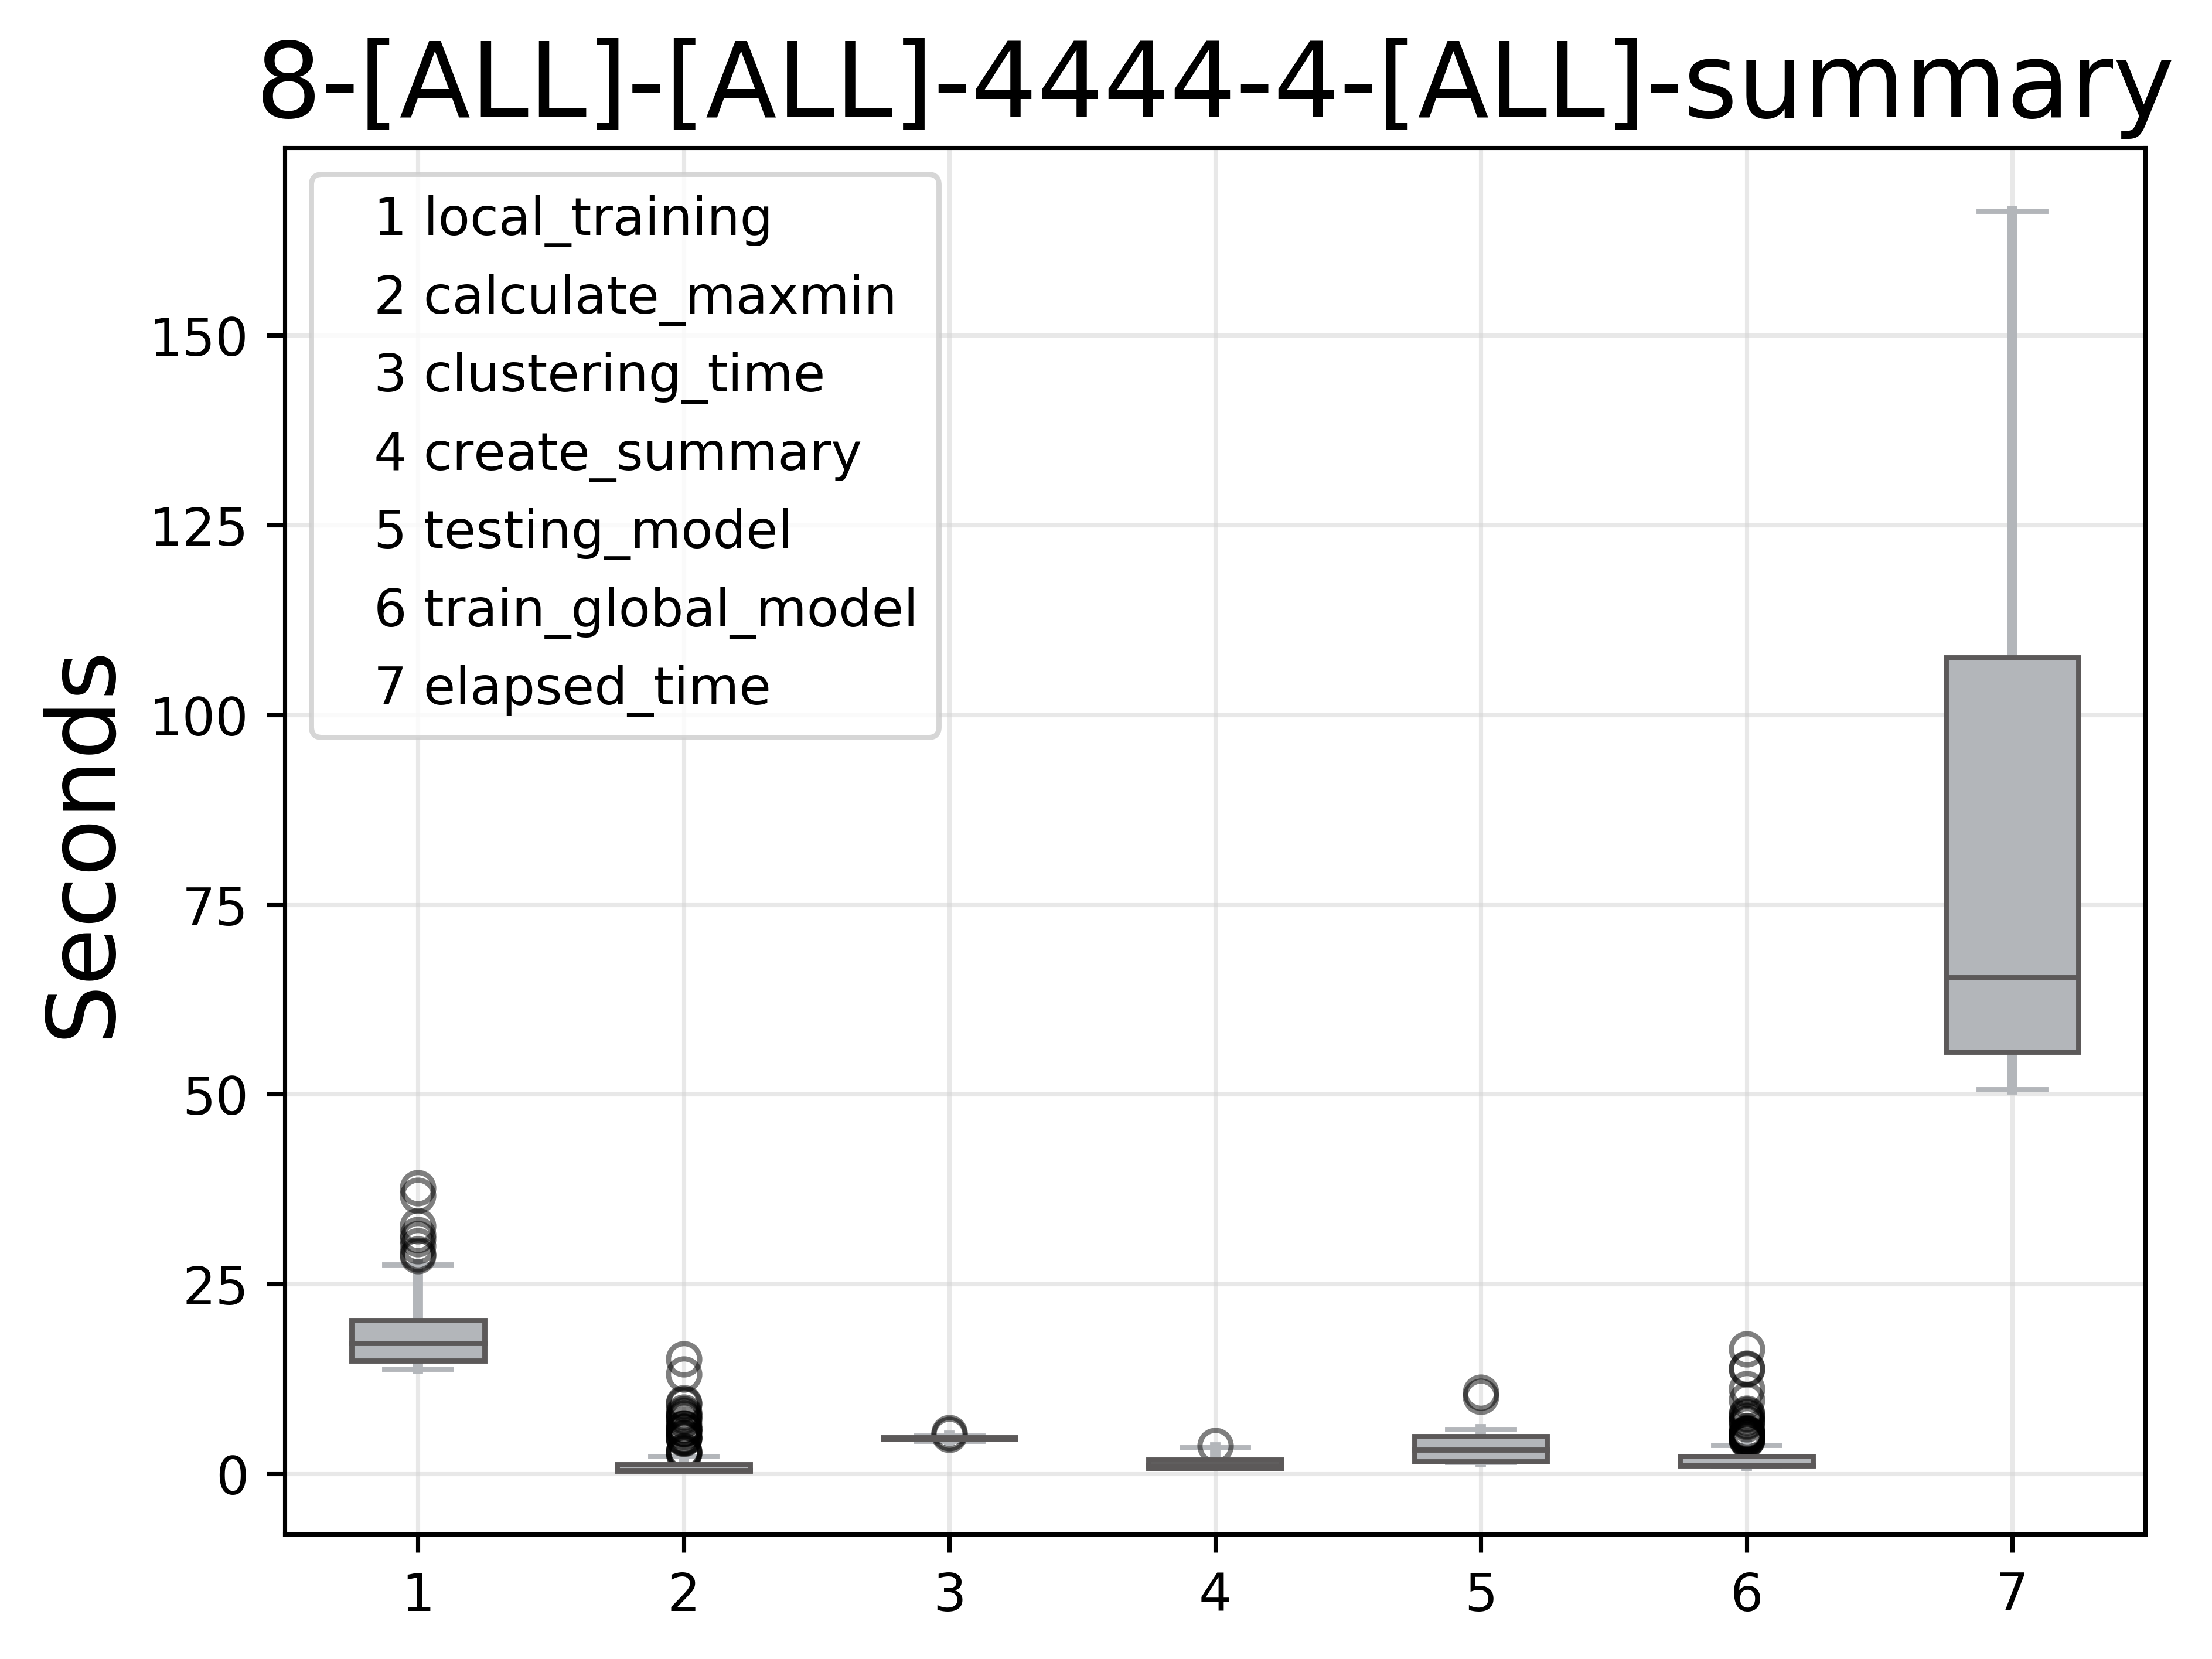 8-[ALL]-[ALL]-4444-4-[ALL]-summary
1 local_training
2 calculate_maxmin
3 clustering_time
4 create_summary
5 testing_model
6 train_global_model
7 elapsed_time
Seconds
150
125
100
75
50
25
0
1 2 3 4 5 6 7